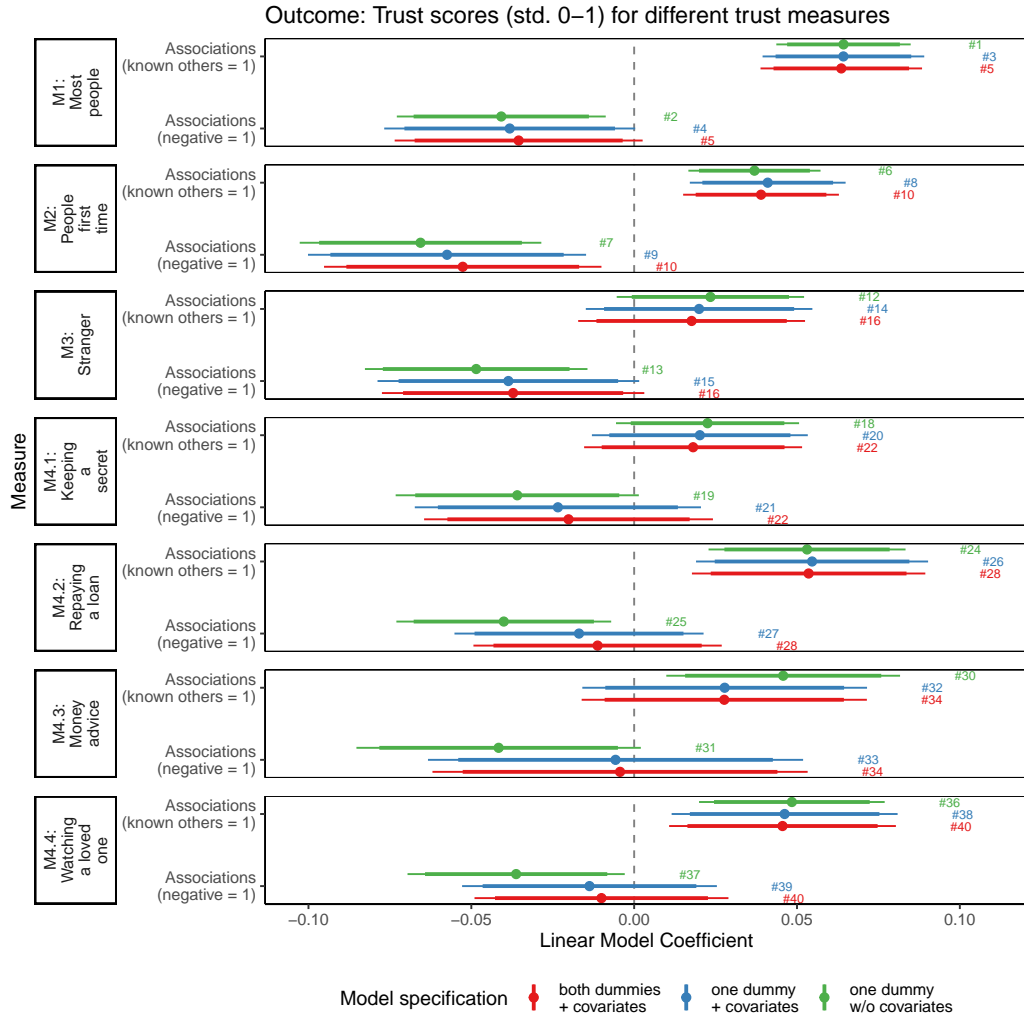 Outcome: Trust scores (std. 0−1) for different trust measures
Measure
M1:
Most
people
Associations
(known others = 1)
#1
#3
#5
Associations
(negative = 1)
#2
#4
#5
M2:
People
first
time
Associations
(known others = 1)
#6
#8
#10
Associations
(negative = 1)
#7
#9
#10
M3:
Stranger
Associations
(known others = 1)
#12
#14
#16
Associations
(negative = 1)
#13
#15
#16
M4.1:
Keeping
a
secret
Associations
(known others = 1)
#18
#20
#22
Associations
(negative = 1)
#19
#21
#22
M4.2:
Repaying
a loan
Associations
(known others = 1)
#24
#26
#28
Associations
(negative = 1)
#25
#27
#28
M4.3:
Money
advice
Associations
(known others = 1)
#30
#32
#34
Associations
(negative = 1)
#31
#33
#34
M4.4:
Watching
a loved
one
Associations
(known others = 1)
#36
#38
#40
Associations
(negative = 1)
#37
#39
#40
−0.10 −0.05 0.00 0.05 0.10
Linear Model Coefficient
Model specification
both dummies
+ covariates
one dummy
+ covariates
one dummy
w/o covariates